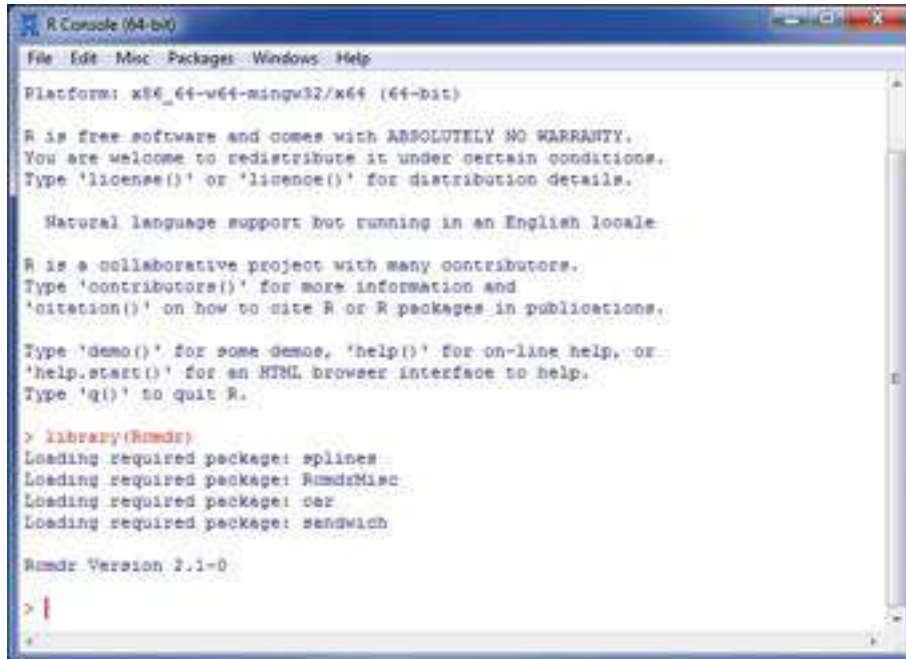 R Console (64-bit)
File Edit Misc Packages Windows Help
Platform: x86_64-w64-mingw32/x64 (64-bit)
R is free software and comes with ABSOLUTELY NO WARRANTY.
You are welcome to redistribute it under certain conditions.
Type 'license()' or 'licence()' for distribution details.
Natural language support but running in an English locale
R is a collaborative project with many contributors.
Type 'contributors()' for more information and
'citation()' on how to cite R or R packages in publications.
Type 'demo()' for some demos, 'help()' for on-line help, or
'help.start()' for an HTML browser interface to help.
Type 'q()' to quit R.
> library(Rcmdr)
Loading required package: splines
Loading required package: RcmdrMisc
Loading required package: car
Loading required package: sandwich
Rcmdr Version 2.1-0
>